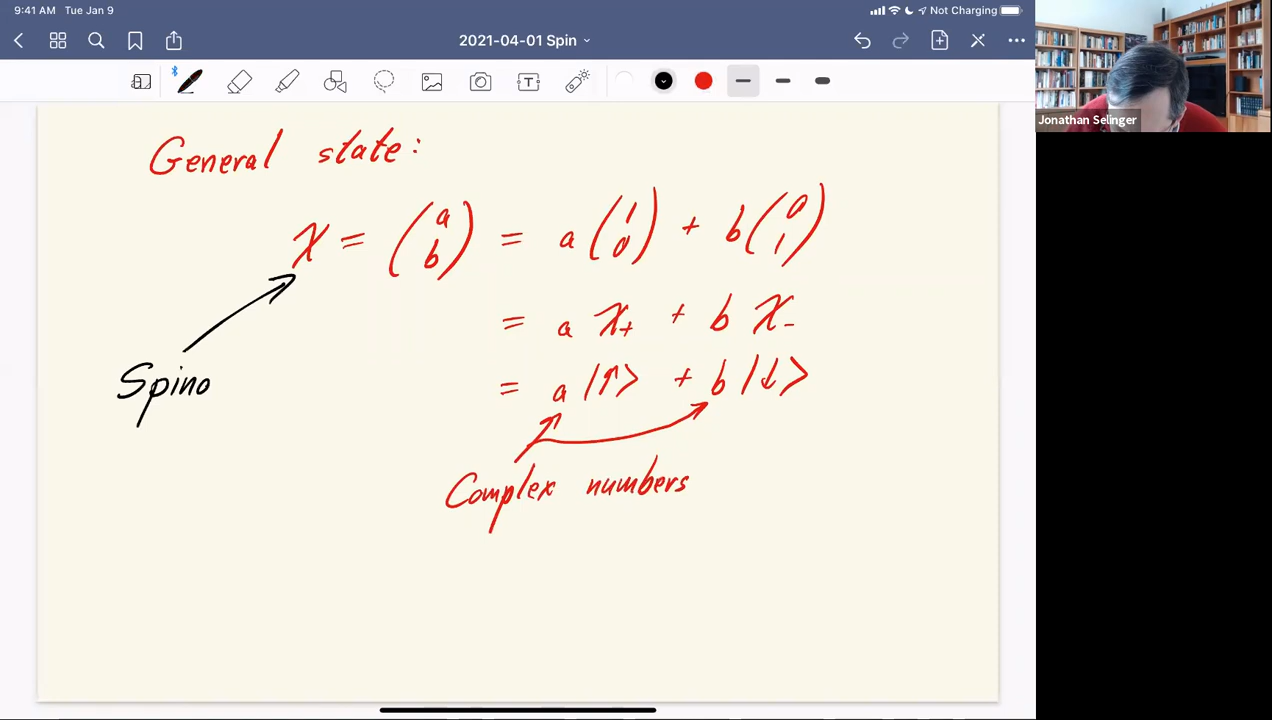 9:41 AM Tue Jan 9
Not Charging
2021-04-01 Spin
T
Jonathan Selinger
General state:
χ = (a b) = a (1 0) + b (0 1)
= a χ₊ + b χ₋
= a |↑> + b |↓>
Spino
Complex numbers